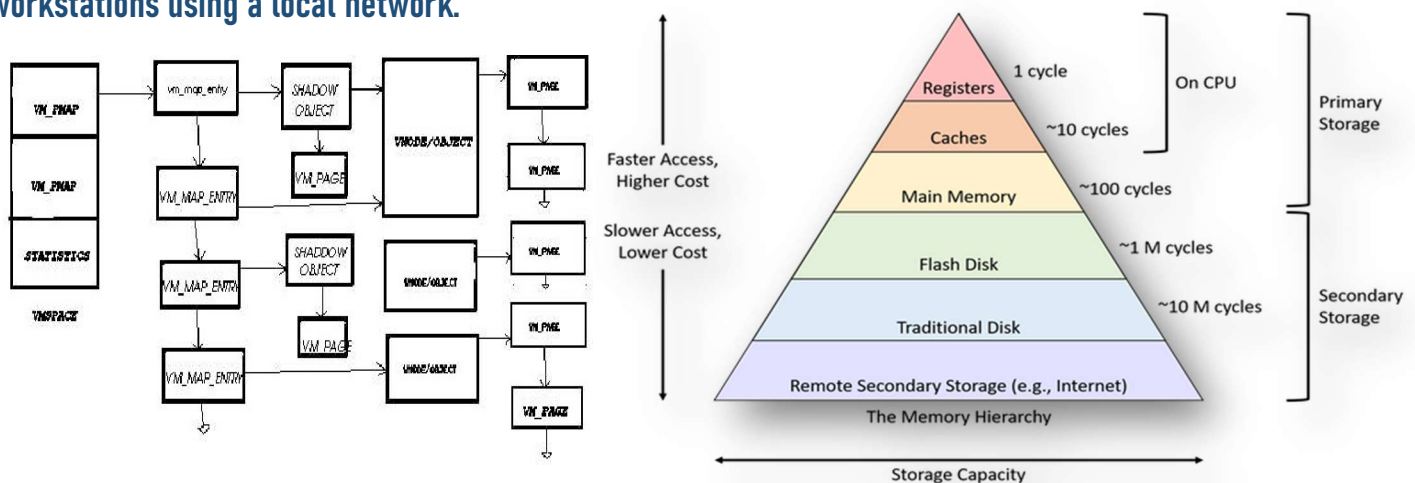 workstations using a local network.
VM_PMAP
VM_PMAP
STATISTICS
VMSPACE
vm_map_entry
VM_MAP_ENTRY
VM_MAP_ENTRY
VM_MAP_ENTRY
SHADOW
OBJECT
VM_PAGE
SHADDOW
OBJECT
VM_PAGE
VNODE/OBJECT
VNODE/OBJECT
VNODE/OBJECT
VM_PAGE
VM_PAGE
VM_PAGE
VM_PAGE
VM_PAGE
Faster Access,
Higher Cost
Slower Access,
Lower Cost
Registers
Caches
Main Memory
Flash Disk
Traditional Disk
Remote Secondary Storage (e.g., Internet)
The Memory Hierarchy
Storage Capacity
1 cycle
~10 cycles
~100 cycles
~1 M cycles
~10 M cycles
On CPU
Primary
Storage
Secondary
Storage